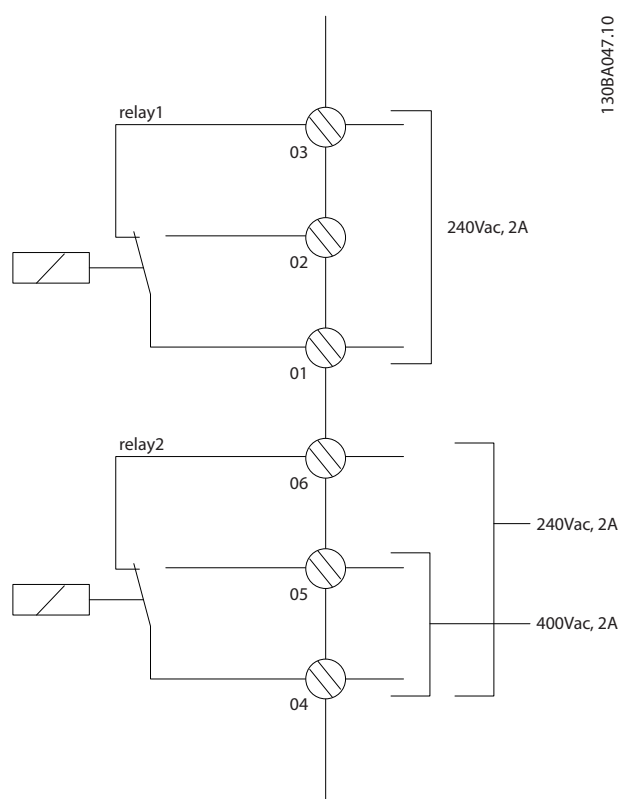 130BA047.10
relay1
03
02
240Vac, 2A
01
relay2
06
240Vac, 2A
05
400Vac, 2A
04